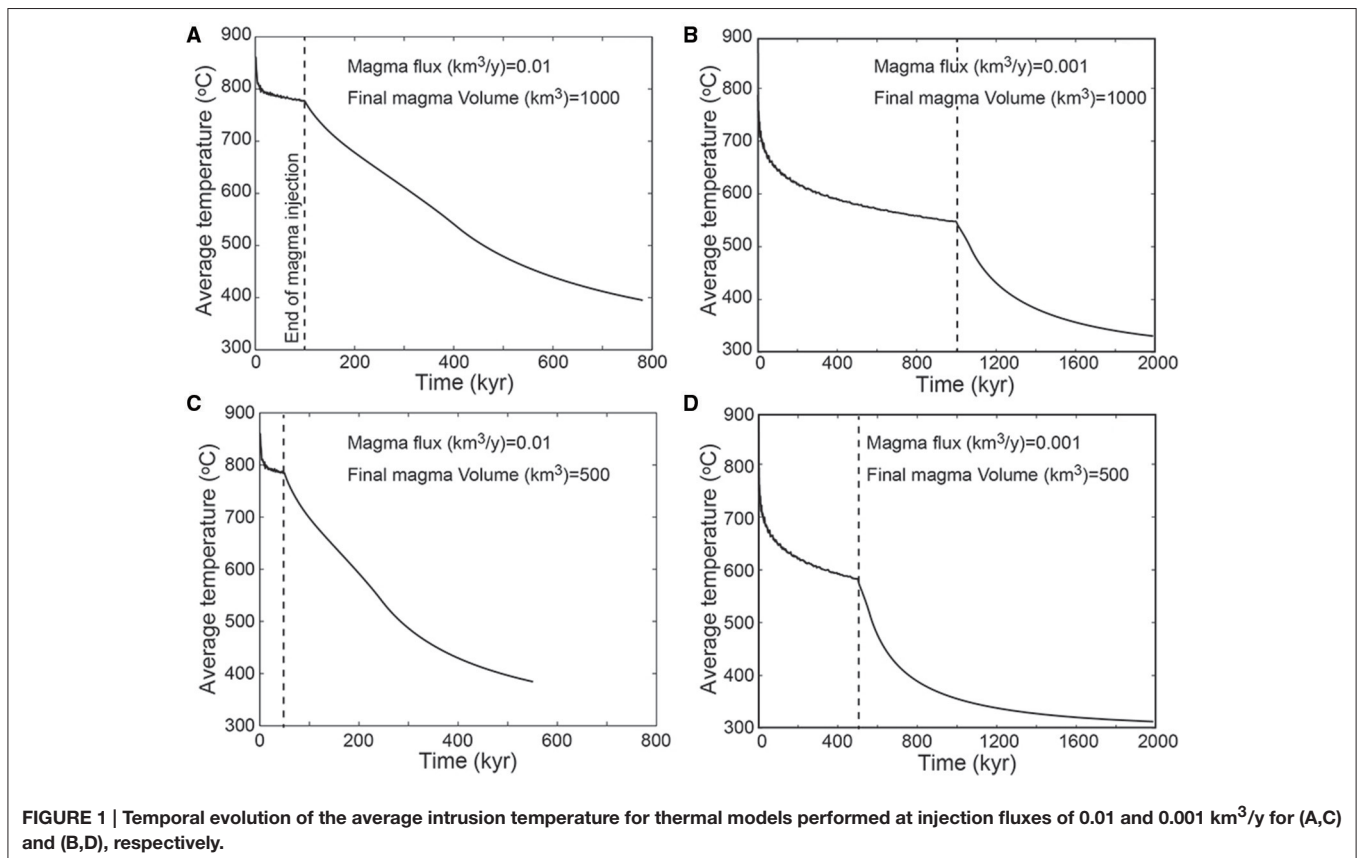 A
Magma flux (km³/y)=0.01
Final magma Volume (km³)=1000
End of magma injection
Average temperature (°C)
900
800
700
600
500
400
300
0 200 400 600 800
Time (kyr)
B
Magma flux (km³/y)=0.001
Final magma Volume (km³)=1000
Average temperature (°C)
900
800
700
600
500
400
300
0 400 800 1200 1600 2000
Time (kyr)
C
Magma flux (km³/y)=0.01
Final magma Volume (km³)=500
Average temperature (°C)
900
800
700
600
500
400
300
0 200 400 600 800
Time (kyr)
D
Magma flux (km³/y)=0.001
Final magma Volume (km³)=500
Average temperature (°C)
900
800
700
600
500
400
300
0 400 800 1200 1600 2000
Time (kyr)
FIGURE 1 | Temporal evolution of the average intrusion temperature for thermal models performed at injection fluxes of 0.01 and 0.001 km³/y for (A,C)
and (B,D), respectively.